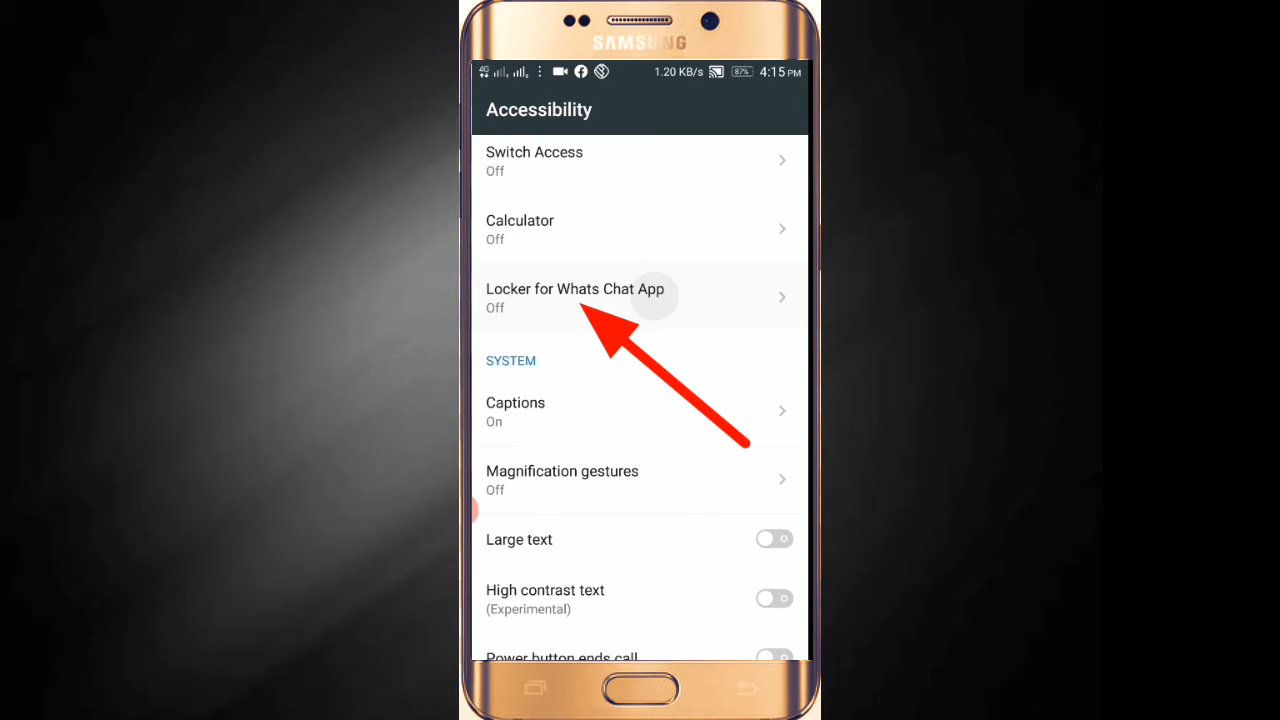 SAMSUNG
4G 1.20 KB/s 87% 4:15 PM
Accessibility
Switch Access
Off
Calculator
Off
Locker for Whats Chat App
Off
SYSTEM
Captions
On
Magnification gestures
Off
Large text
High contrast text
(Experimental)
Power button ends call